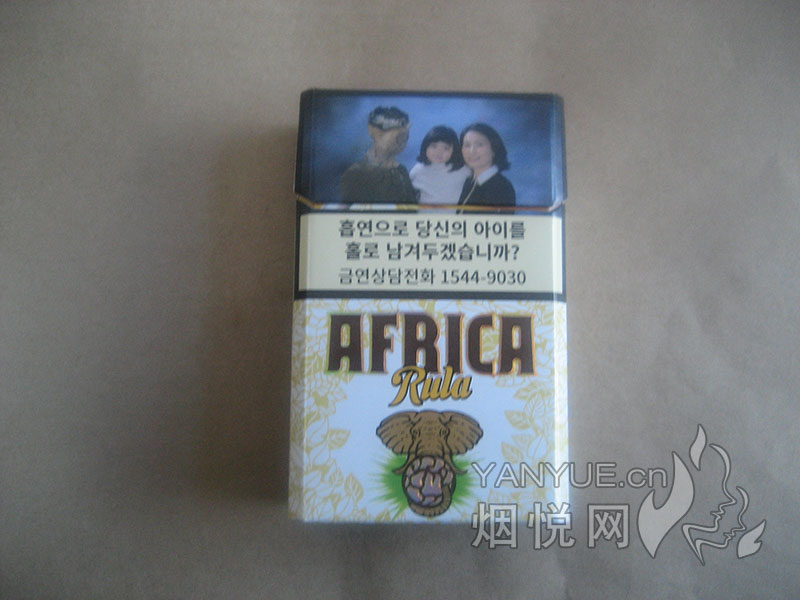 흡연으로 당신의 아이를
홀로 남겨두겠습니까?
금연상담전화 1544-9030
AFRICA
Rula
YANYUE.cn
烟悦网